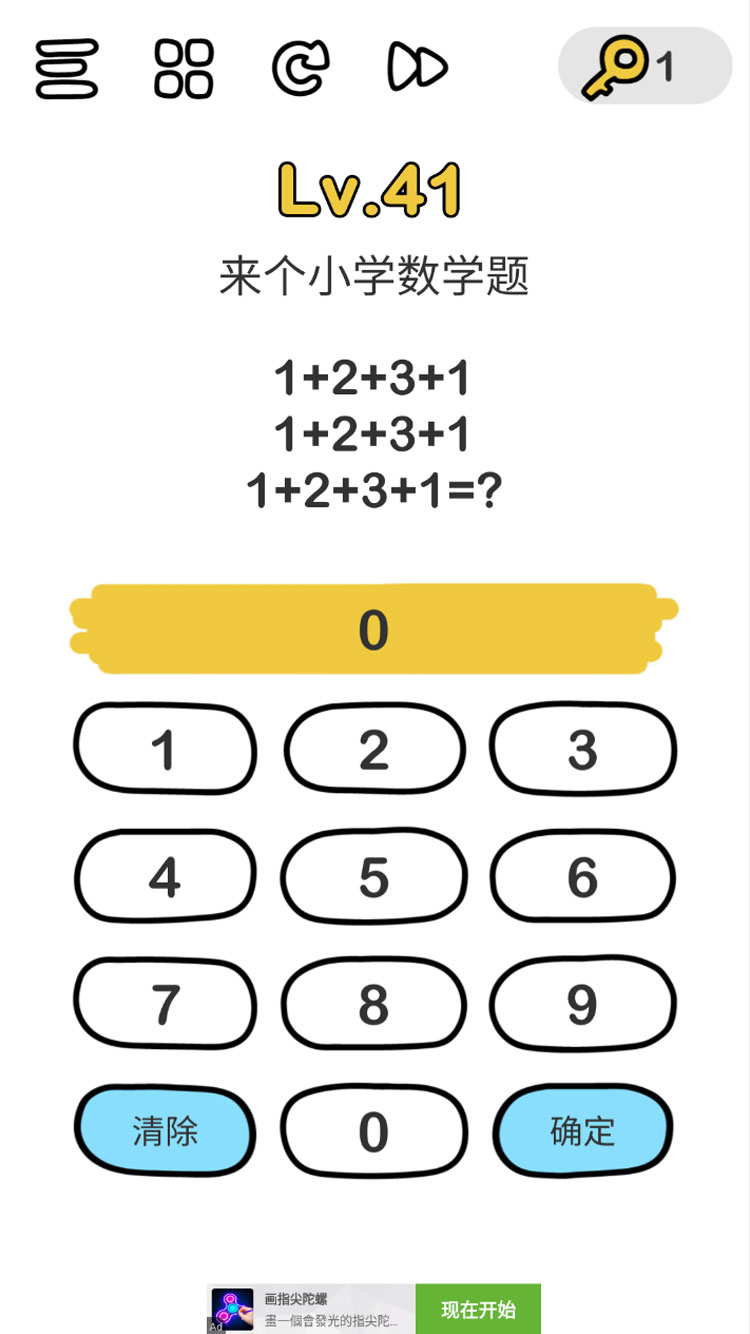 1
Lv.41
来个小学数学题
1+2+3+1
1+2+3+1
1+2+3+1=?
0
1 2 3
4 5 6
7 8 9
清除 0 确定
画指尖陀螺
畫一個會發光的指尖陀...
Ad
现在开始